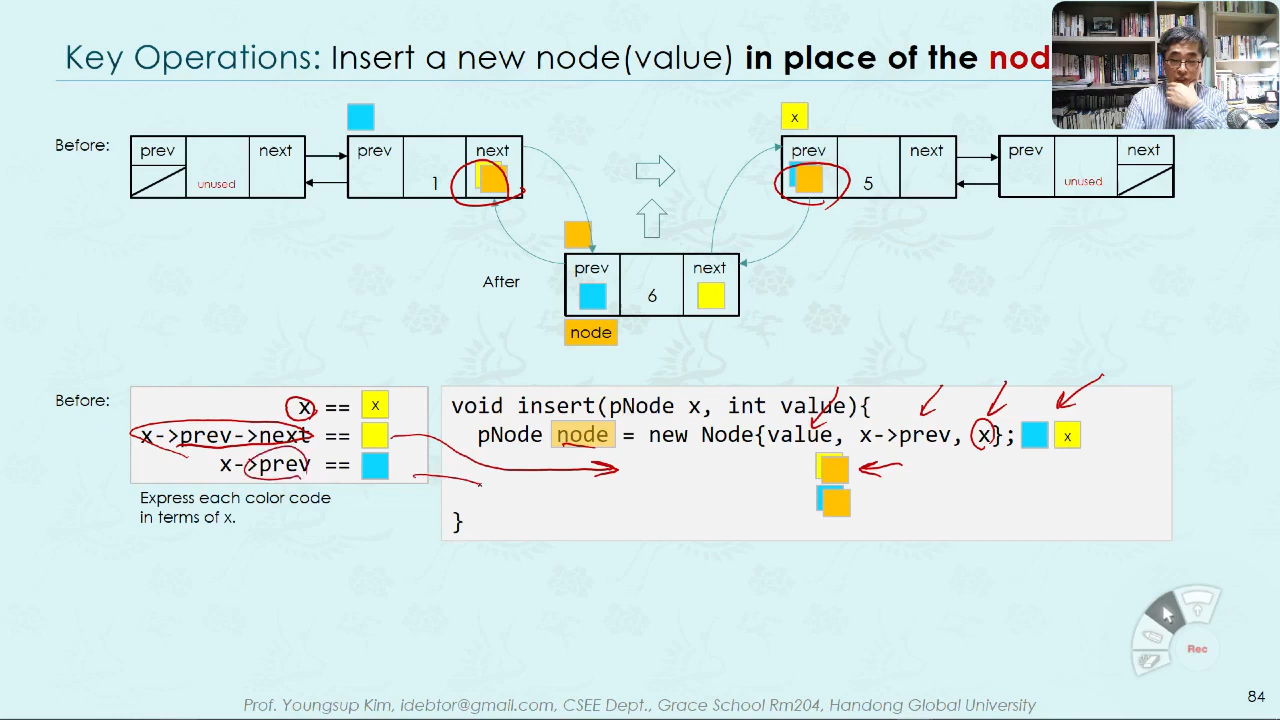 Key Operations: Insert a new node(value) in place of the nod
x
Before:
prev
next
unused
prev
next
1
prev
next
5
prev
next
unused
After
prev
next
6
node
Before:
x == x
x->prev->next ==
x->prev ==
Express each color code
in terms of x.
void insert(pNode x, int value){
pNode node = new Node{value, x->prev, x}; x
}
Rec
84
Prof. Youngsup Kim, idebtor@gmail.com, CSEE Dept., Grace School Rm204, Handong Global University